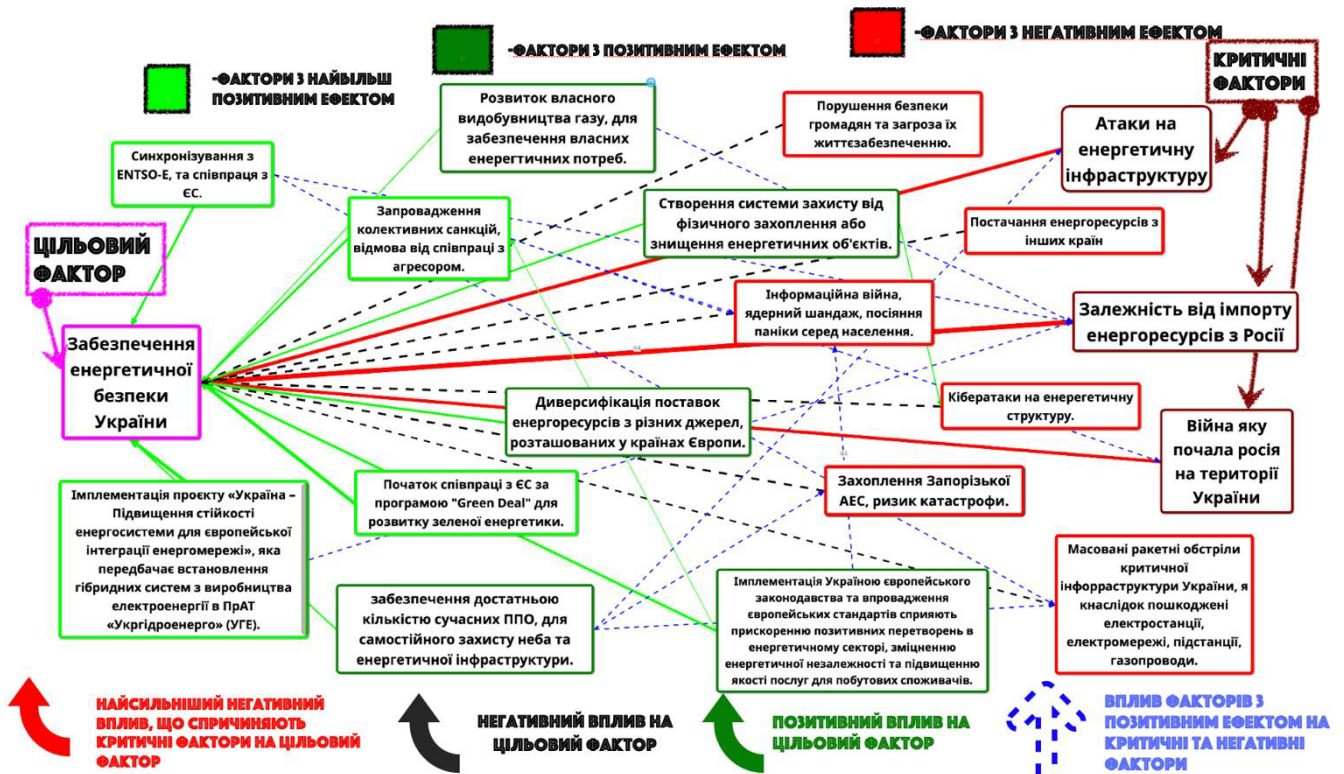 -ФАКТОРИ З НАЙБІЛЬШ
ПОЗИТИВНИМ ЕФЕКТОМ
-ФАКТОРИ З ПОЗИТИВНИМ ЕФЕКТОМ
-ФАКТОРИ З НЕГАТИВНИМ ЕФЕКТОМ
КРИТИЧНІ
ФАКТОРИ
Розвиток власного
видобувництва газу, для
забезпечення власних
енерегтичних потреб.
Порушення безпеки
громадян та загроза їх
життєзабезпеченню.
Атаки на
енергетичну
інфраструктуру
Синхронізування з
ENTSO-E, та співпраця з
ЄС.
Запровадження
колективних санкцій,
відмова від співпраці з
агресором.
Створення системи захисту від
фізичного захоплення або
знищення енергетичних об'єктів.
Постачання енергоресурсів з
інших країн
ЦІЛЬОВИЙ
ФАКТОР
Інформаційна війна,
ядерний шандаж, посіяння
паніки серед населення.
Залежність від імпорту
енергоресурсів з Росії
Забезпечення
енергетичної
безпеки
України
Диверсифікація поставок
енергоресурсів з різних джерел,
розташованих у країнах Європи.
Кібератаки на енерегетичну
структуру.
Війна яку
почала росія
на території
України
Імплементація проєкту «Україна –
Підвищення стійкості
енергосистеми для європейської
інтеграції енергомережі», яка
передбачає встановлення
гібридних систем з виробництва
електроенергії в ПрАТ
«Укргідроенерго» (УГЕ).
Початок співпраці з ЄС за
програмою "Green Deal" для
розвитку зеленої енергетики.
Захоплення Запорізької
АЕС, ризик катастрофи.
забезпечення достатньою
кількістю сучасних ППО, для
самостійного захисту неба та
енергетичної інфраструктури.
Імплементація Україною європейського
законодавства та впровадження
європейських стандартів сприяють
прискоренню позитивних перетворень в
енергетичному секторі, зміцненню
енергетичної незалежності та підвищенню
якості послуг для побутових споживачів.
Масовані ракетні обстріли
критичної
інфорраструктури України, я
кнаслідок пошкоджені
електростанції,
електромережі, підстанції,
газопроводи.
НАЙСИЛЬНІШИЙ НЕГАТИВНИЙ
ВПЛИВ, ЩО СПРИЧИНЯЮТЬ
КРИТИЧНІ ФАКТОРИ НА ЦІЛЬОВИЙ
ФАКТОР
НЕГАТИВНИЙ ВПЛИВ НА
ЦІЛЬОВИЙ ФАКТОР
ПОЗИТИВНИЙ ВПЛИВ НА
ЦІЛЬОВИЙ ФАКТОР
ВПЛИВ ФАКТОРІВ З
ПОЗИТИВНИМ ЕФЕКТОМ НА
КРИТИЧНІ ТА НЕГАТИВНІ
ФАКТОРИ